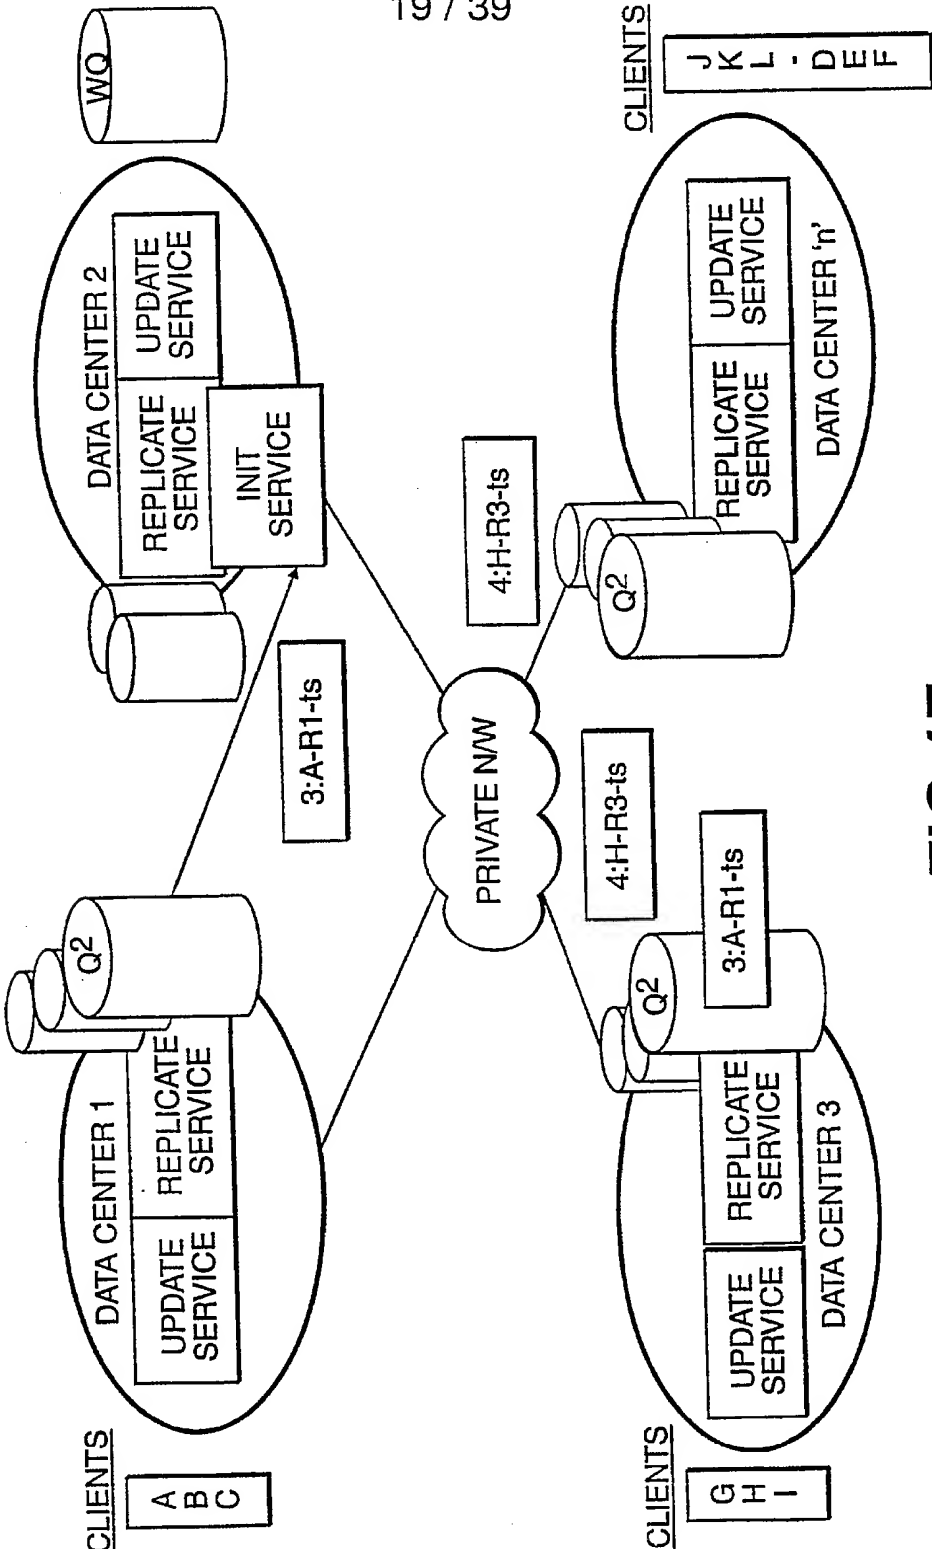 19 / 39
CLIENTS
A
B
C
DATA CENTER 1
UPDATE
SERVICE
REPLICATE
SERVICE
Q2
3:A-R1-ts
DATA CENTER 2
REPLICATE
SERVICE
UPDATE
SERVICE
INIT
SERVICE
WQ
PRIVATE N/W
4:H-R3-ts
4:H-R3-ts
CLIENTS
G
H
I
UPDATE
SERVICE
REPLICATE
SERVICE
DATA CENTER 3
Q2
3:A-R1-ts
Q2
REPLICATE
SERVICE
UPDATE
SERVICE
DATA CENTER 'n'
CLIENTS
J
K
L
-
D
E
F